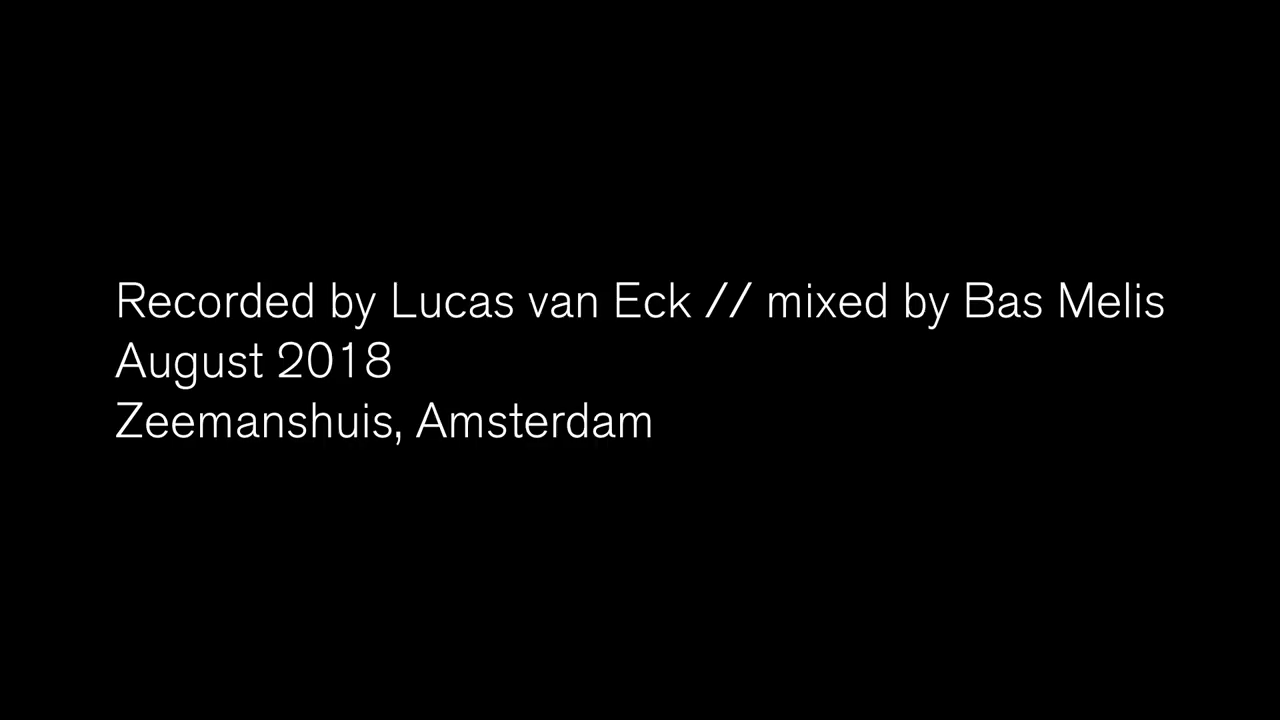 Recorded by Lucas van Eck // mixed by Bas Melis
August 2018
Zeemanshuis, Amsterdam